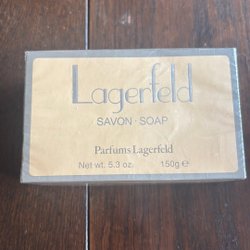 Lagerfeld
SAVON · SOAP
Parfums Lagerfeld
Net wt. 5.3 oz. 150g ℮